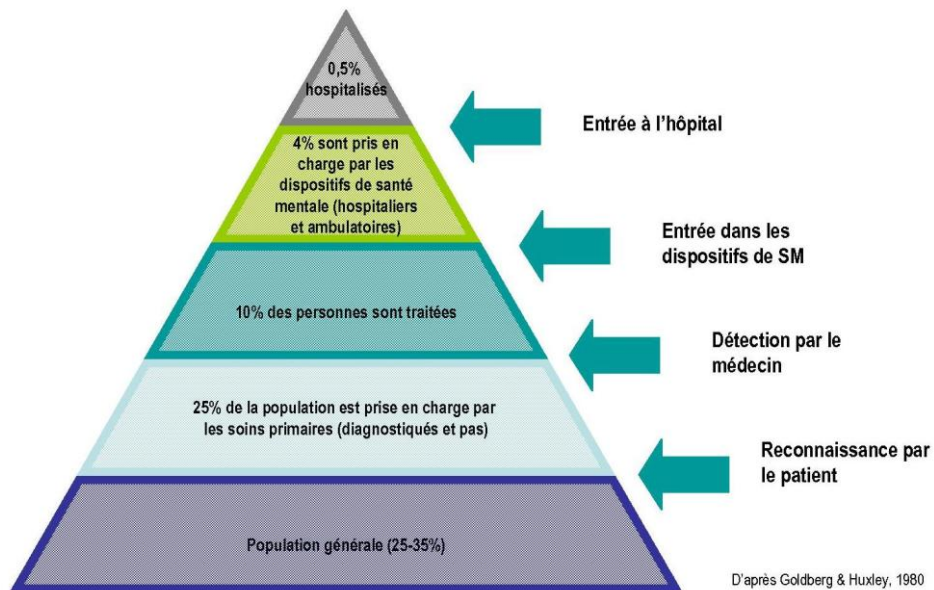 0,5%
hospitalisés
Entrée à l'hôpital
4% sont pris en
charge par les
dispositifs de santé
mentale (hospitaliers
et ambulatoires)
Entrée dans les
dispositifs de SM
10% des personnes sont traitées
Détection par le
médecin
25% de la population est prise en charge par
les soins primaires (diagnostiqués et pas)
Reconnaissance par
le patient
Population générale (25-35%)
D'après Goldberg & Huxley, 1980